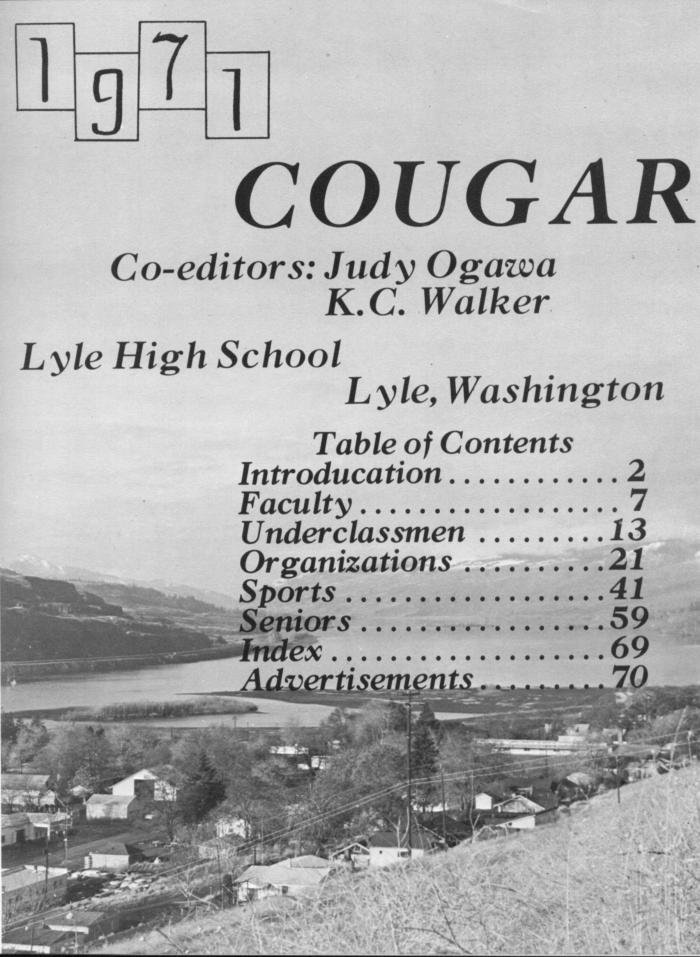 1971
COUGAR
Co-editors: Judy Ogawa
K.C. Walker
Lyle High School
Lyle, Washington
Table of Contents
Introducation ............ 2
Faculty ................... 7
Underclassmen .........13
Organizations ..........21
Sports ...................41
Seniors ..................59
Index ....................69
Advertisements.........70